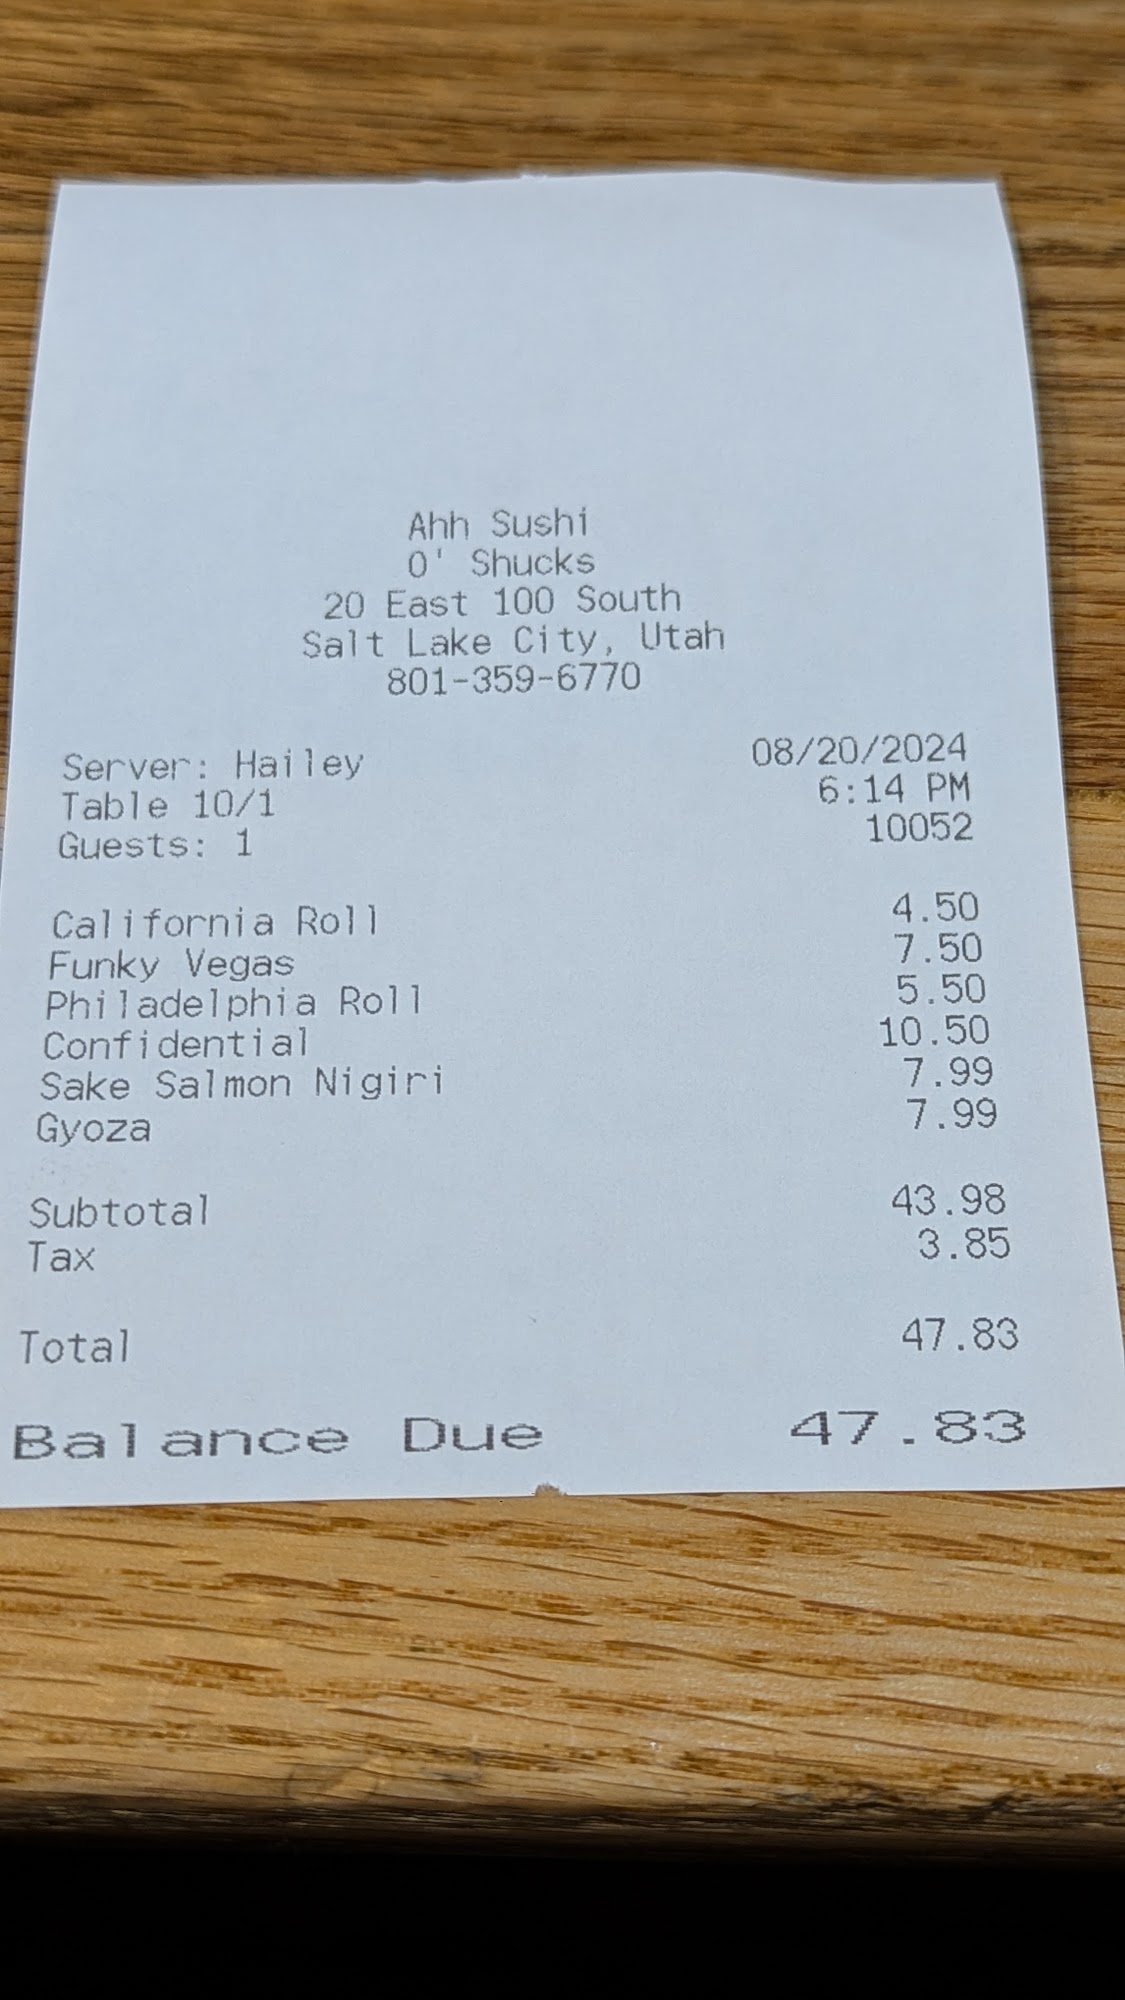 Ahh Sushi
O' Shucks
20 East 100 South
Salt Lake City, Utah
801-359-6770
Server: Hailey 08/20/2024
Table 10/1 6:14 PM
Guests: 1 10052
California Roll 4.50
Funky Vegas 7.50
Philadelphia Roll 5.50
Confidential 10.50
Sake Salmon Nigiri 7.99
Gyoza 7.99
Subtotal 43.98
Tax 3.85
Total 47.83
Balance Due 47.83